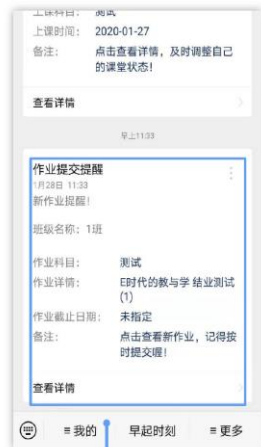 上课科目： 测试
上课时间： 2020-01-27
备注： 点击查看详情，及时调整自己
的课堂状态！
查看详情
早上11:33
作业提交提醒
1月28日 11:33
新作业提醒！
班级名称：1班
作业科目： 测试
作业详情： E时代的教与学 结业测试
(1)
作业截止日期： 未指定
备注： 点击查看新作业，记得按
时提交喔！
查看详情
≡ 我的 早起时刻 ≡ 更多